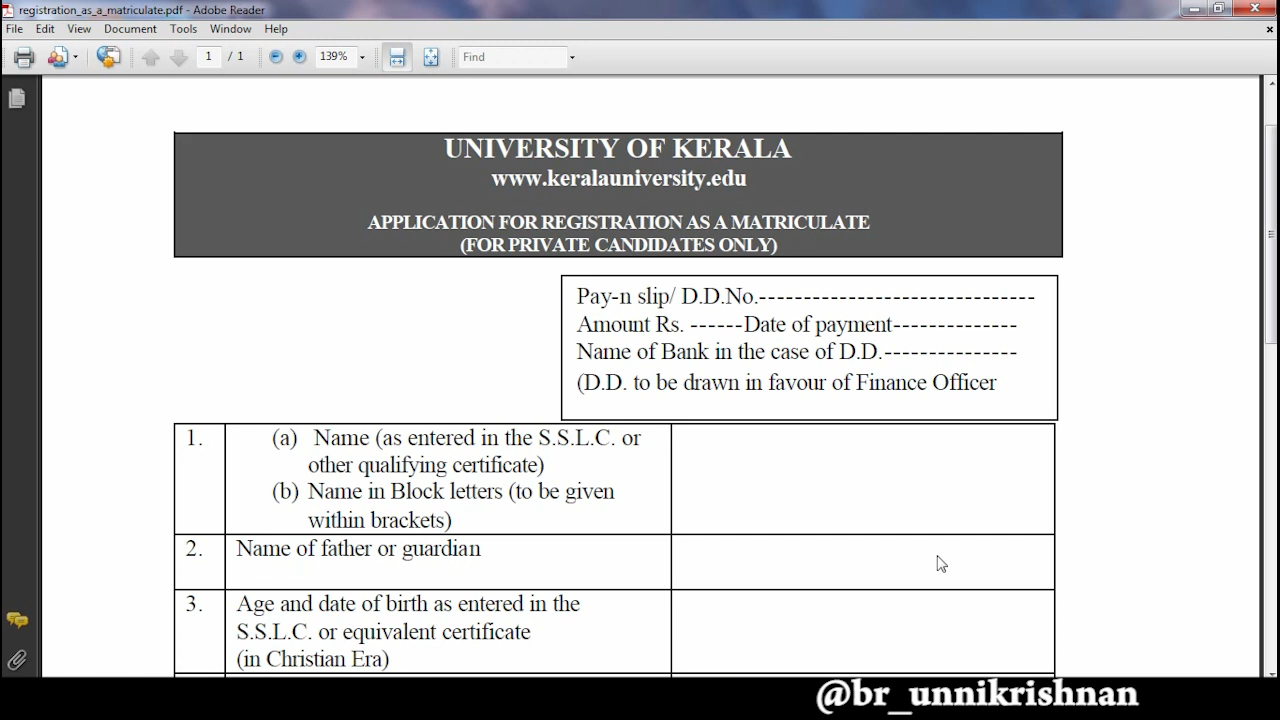 registration_as_a_matriculate.pdf - Adobe Reader
File Edit View Document Tools Window Help
1 / 1 139% Find
UNIVERSITY OF KERALA
www.keralauniversity.edu
APPLICATION FOR REGISTRATION AS A MATRICULATE
(FOR PRIVATE CANDIDATES ONLY)
Pay-n slip/ D.D.No.-------------------------------
Amount Rs. ------Date of payment--------------
Name of Bank in the case of D.D.---------------
(D.D. to be drawn in favour of Finance Officer
1. (a) Name (as entered in the S.S.L.C. or
other qualifying certificate)
(b) Name in Block letters (to be given
within brackets)
2. Name of father or guardian
3. Age and date of birth as entered in the
S.S.L.C. or equivalent certificate
(in Christian Era)
@br_unnikrishnan